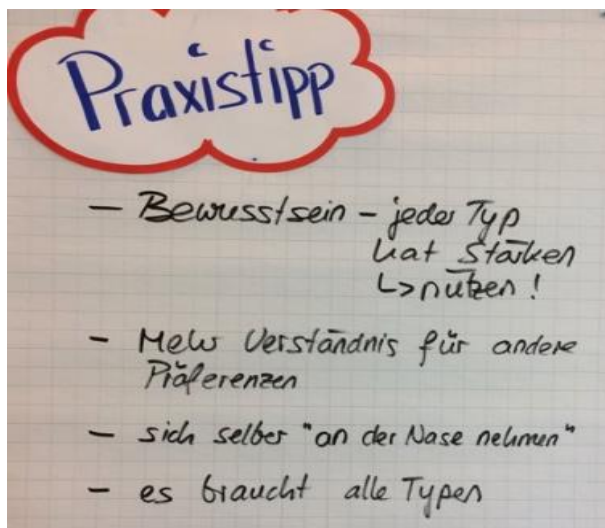 Praxistipp
– Bewusstsein – jeder Typ
hat Stärken
↳ nützen!
– Mehr Verständnis für andere
Präferenzen
– sich selber "an der Nase nehmen"
– es braucht alle Typen